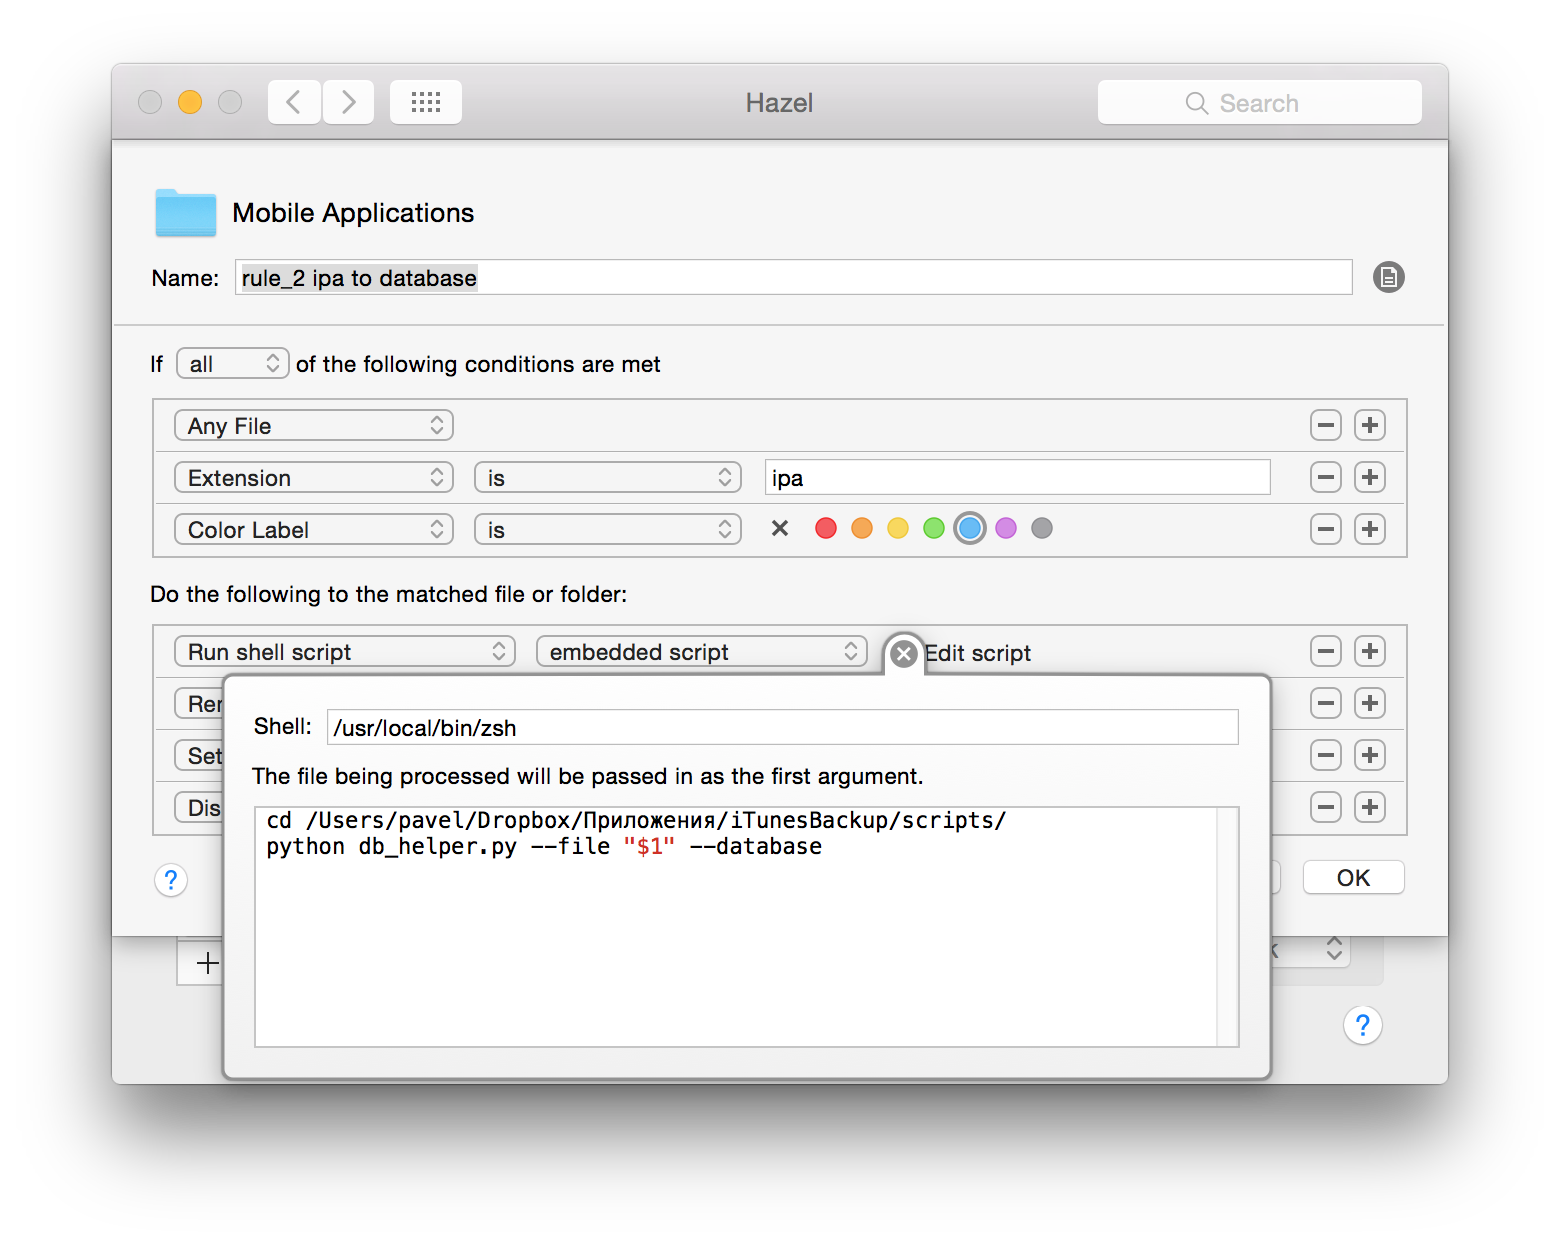 Hazel
Search
Mobile Applications
Name: rule_2 ipa to database
If all of the following conditions are met
Any File
Extension is ipa
Color Label is
Do the following to the matched file or folder:
Run shell script embedded script Edit script
Shell: /usr/local/bin/zsh
The file being processed will be passed in as the first argument.
cd /Users/pavel/Dropbox/Приложения/iTunesBackup/scripts/
python db_helper.py --file "$1" --database
Set
? OK
?